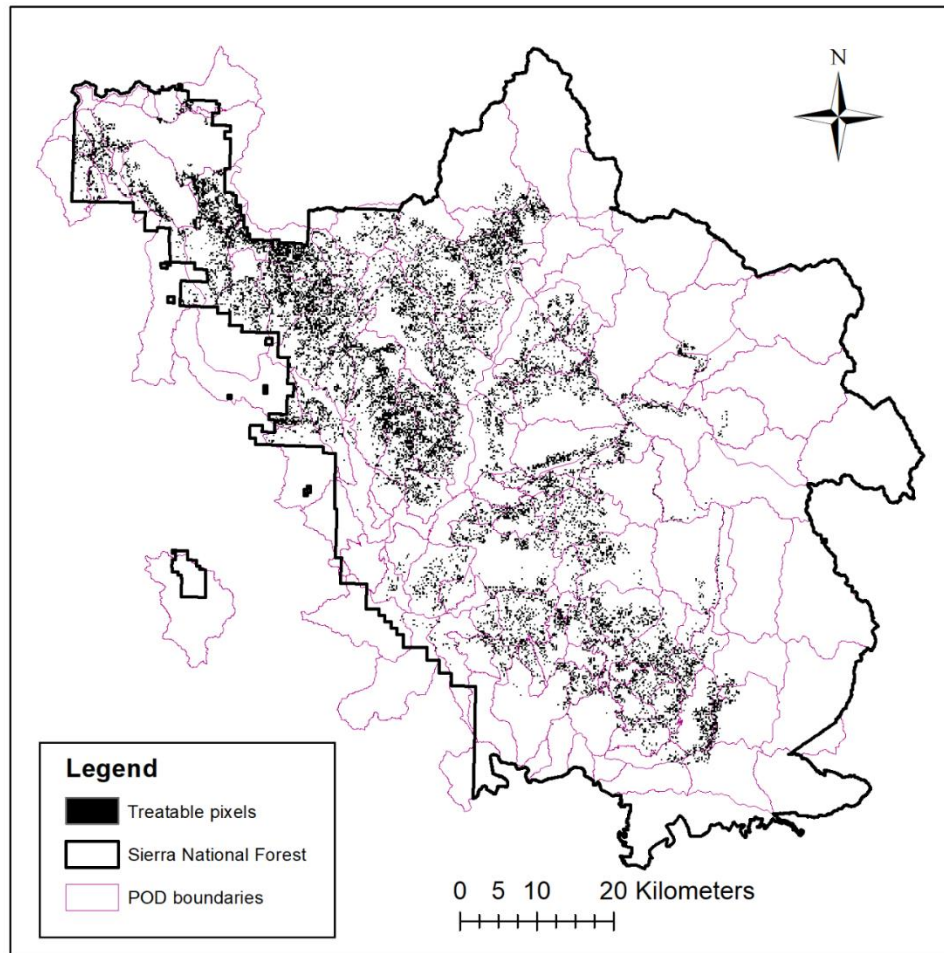 N
Legend
Treatable pixels
Sierra National Forest
POD boundaries
0 5 10 20 Kilometers